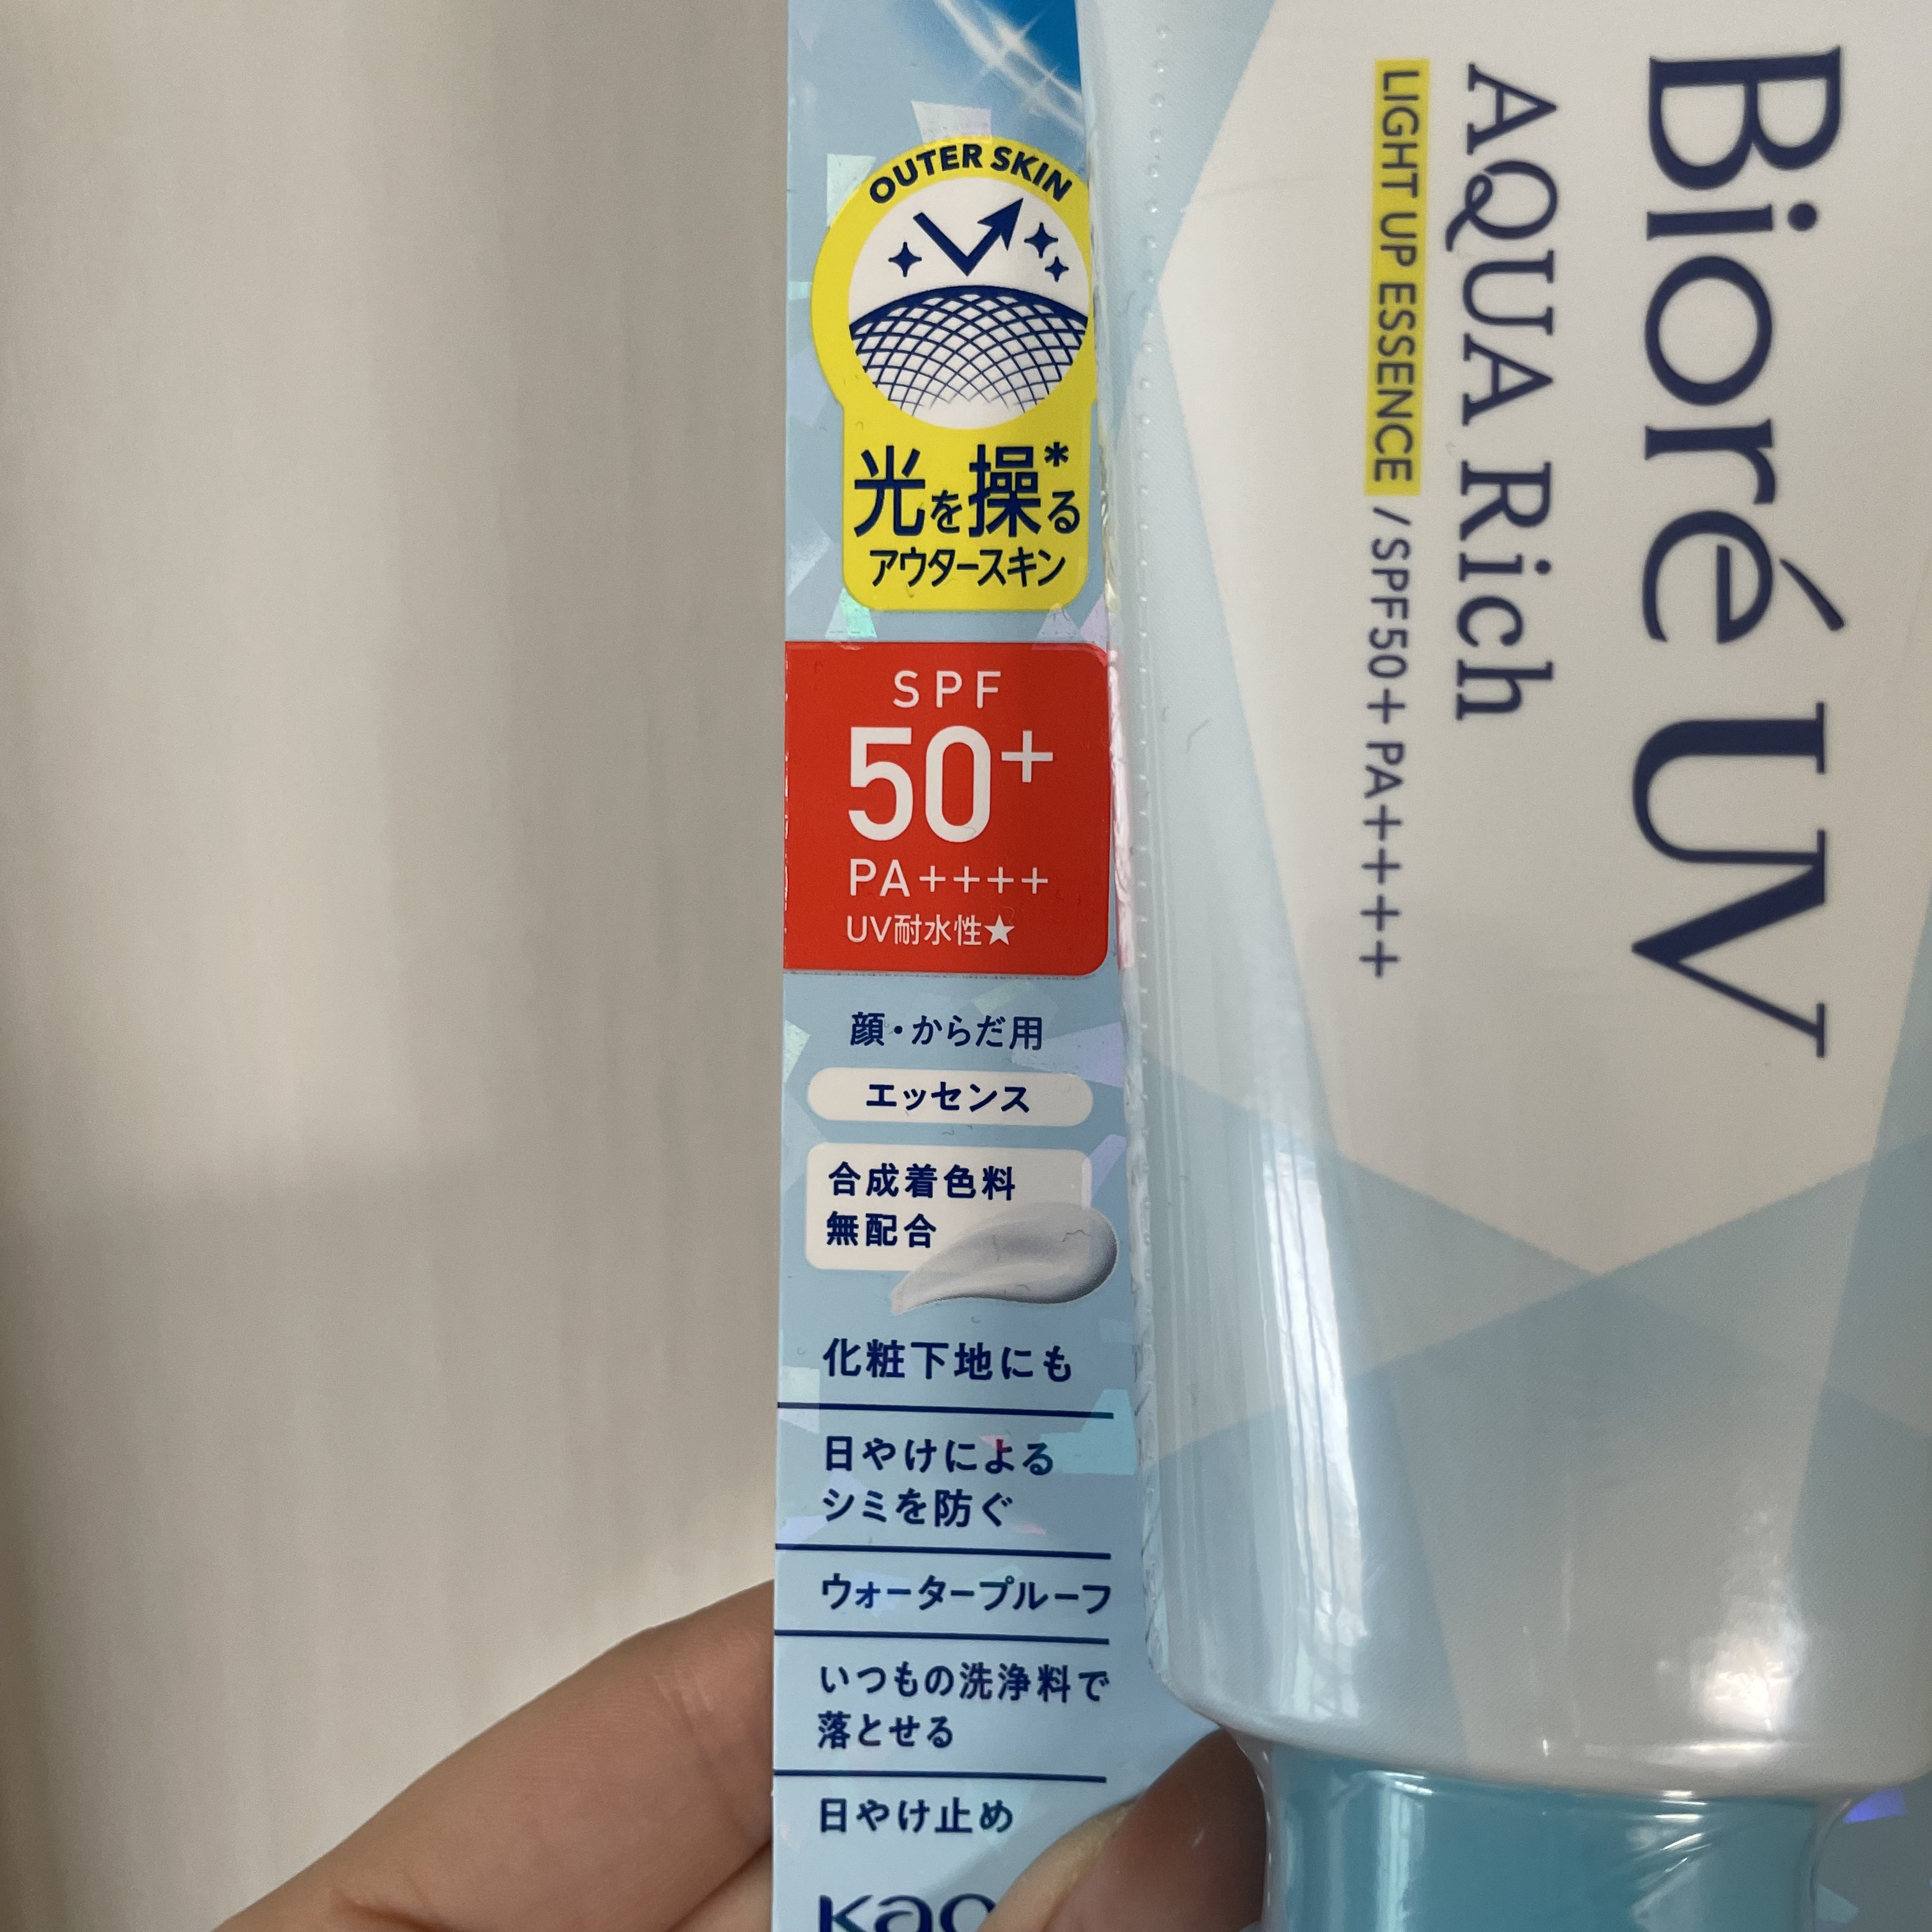 OUTER SKIN
光を操る*
アウタースキン
SPF
50+
PA++++
UV耐水性★
顔・からだ用
エッセンス
合成着色料
無配合
化粧下地にも
日やけによる
シミを防ぐ
ウォータープルーフ
いつもの洗浄料で
落とせる
日やけ止め
Kao
Bioré UV
AQUA Rich
LIGHT UP ESSENCE / SPF50+ PA++++